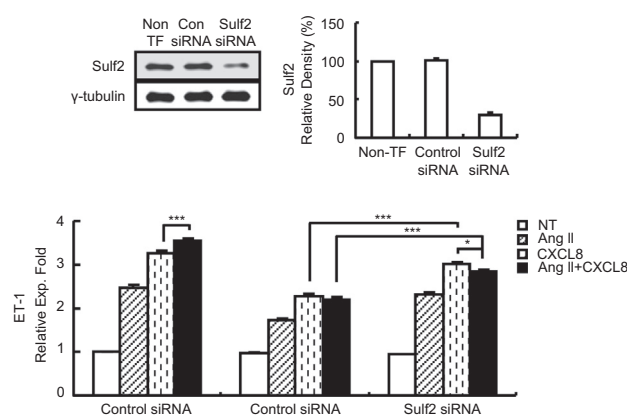 Non Con Sulf2
TF siRNA siRNA
Sulf2
γ-tubulin
Sulf2
Relative Density (%)
150
100
50
0
Non-TF Control Sulf2
siRNA siRNA
ET-1
Relative Exp. Fold
4
3
2
1
0
***
***
***
*
NT
Ang II
CXCL8
Ang II+CXCL8
Control siRNA Control siRNA Sulf2 siRNA